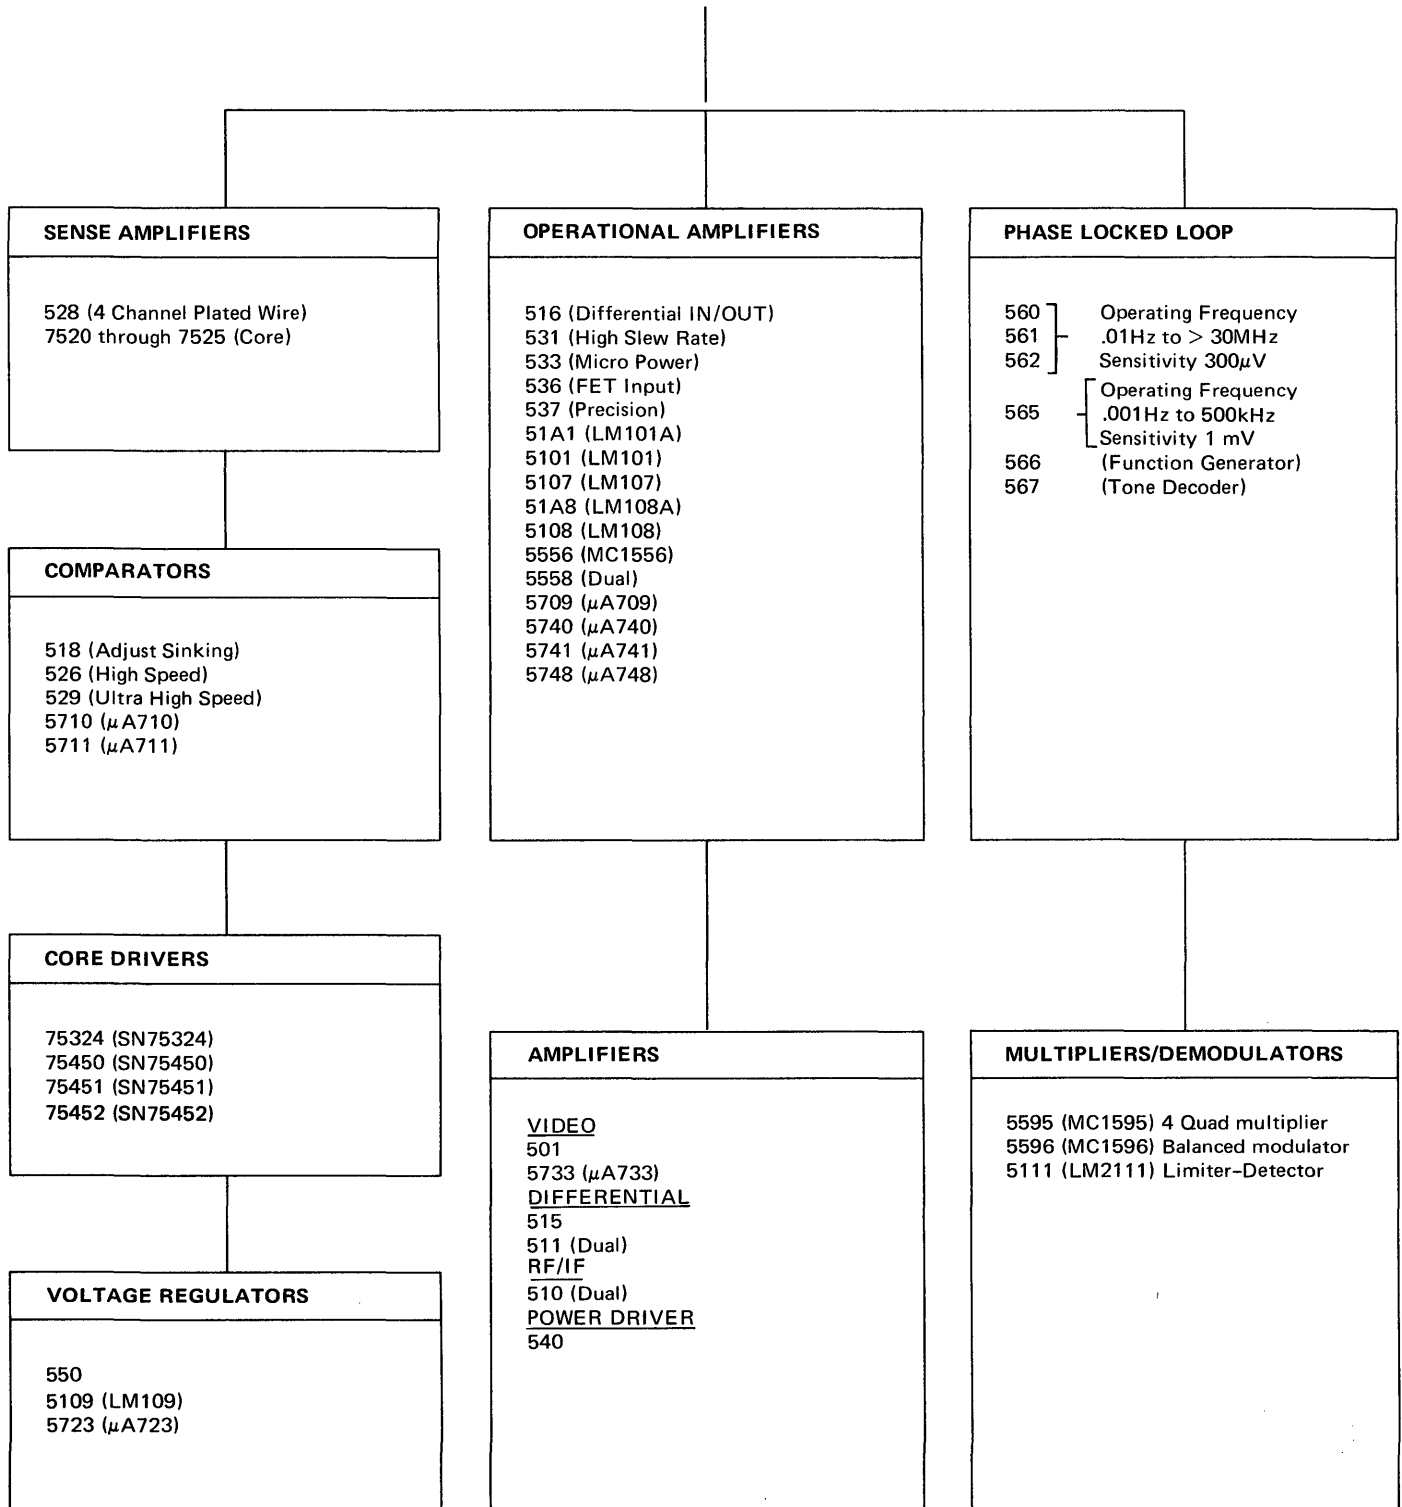 SENSE AMPLIFIERS
528 (4 Channel Plated Wire)
7520 through 7525 (Core)
COMPARATORS
518 (Adjust Sinking)
526 (High Speed)
529 (Ultra High Speed)
5710 (μA710)
5711 (μA711)
CORE DRIVERS
75324 (SN75324)
75450 (SN75450)
75451 (SN75451)
75452 (SN75452)
VOLTAGE REGULATORS
550
5109 (LM109)
5723 (μA723)
OPERATIONAL AMPLIFIERS
516 (Differential IN/OUT)
531 (High Slew Rate)
533 (Micro Power)
536 (FET Input)
537 (Precision)
51A1 (LM101A)
5101 (LM101)
5107 (LM107)
51A8 (LM108A)
5108 (LM108)
5556 (MC1556)
5558 (Dual)
5709 (μA709)
5740 (μA740)
5741 (μA741)
5748 (μA748)
AMPLIFIERS
VIDEO
501
5733 (μA733)
DIFFERENTIAL
515
511 (Dual)
RF/IF
510 (Dual)
POWER DRIVER
540
PHASE LOCKED LOOP
560 Operating Frequency
561 .01Hz to > 30MHz
562 Sensitivity 300μV
Operating Frequency
565 .001Hz to 500kHz
Sensitivity 1 mV
566 (Function Generator)
567 (Tone Decoder)
MULTIPLIERS/DEMODULATORS
5595 (MC1595) 4 Quad multiplier
5596 (MC1596) Balanced modulator
5111 (LM2111) Limiter-Detector